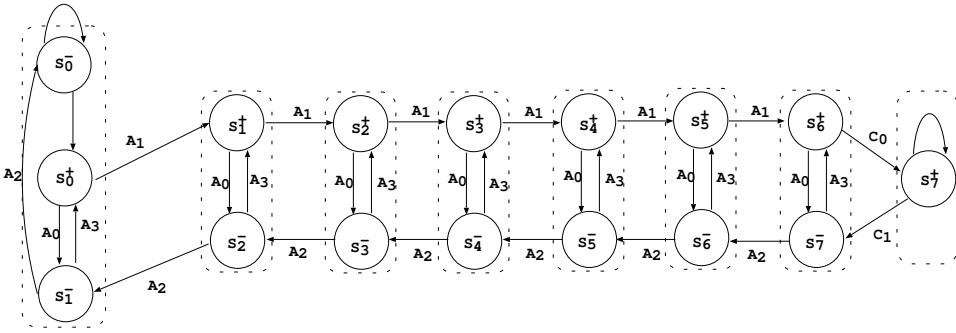 s₀⁻
A₂
s₀⁺
A₀ A₃
s₁⁻
A₁
A₂
s₁⁺ A₁ s₂⁺ A₁ s₃⁺ A₁ s₄⁺ A₁ s₅⁺ A₁ s₆⁺
A₀ A₃ A₀ A₃ A₀ A₃ A₀ A₃ A₀ A₃ A₀ A₃
s₂⁻ A₂ s₃⁻ A₂ s₄⁻ A₂ s₅⁻ A₂ s₆⁻ A₂ s₇⁻
C₀
s₇⁺
C₁